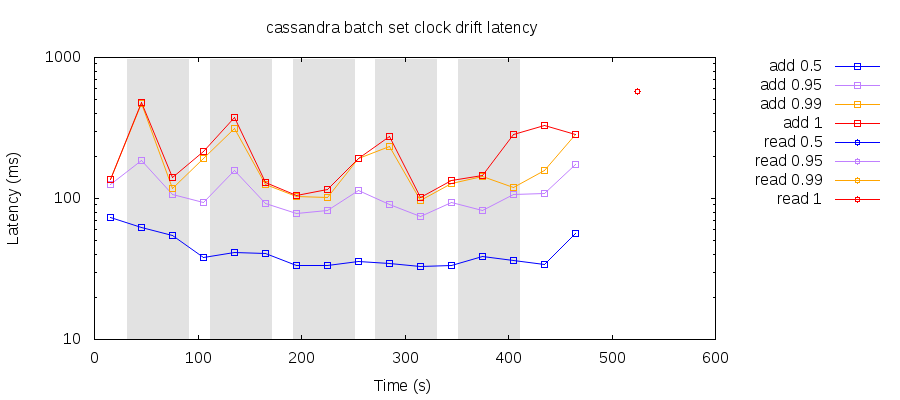 cassandra batch set clock drift latency
1000
100
10
Latency (ms)
0 100 200 300 400 500 600
Time (s)
add 0.5
add 0.95
add 0.99
add 1
read 0.5
read 0.95
read 0.99
read 1